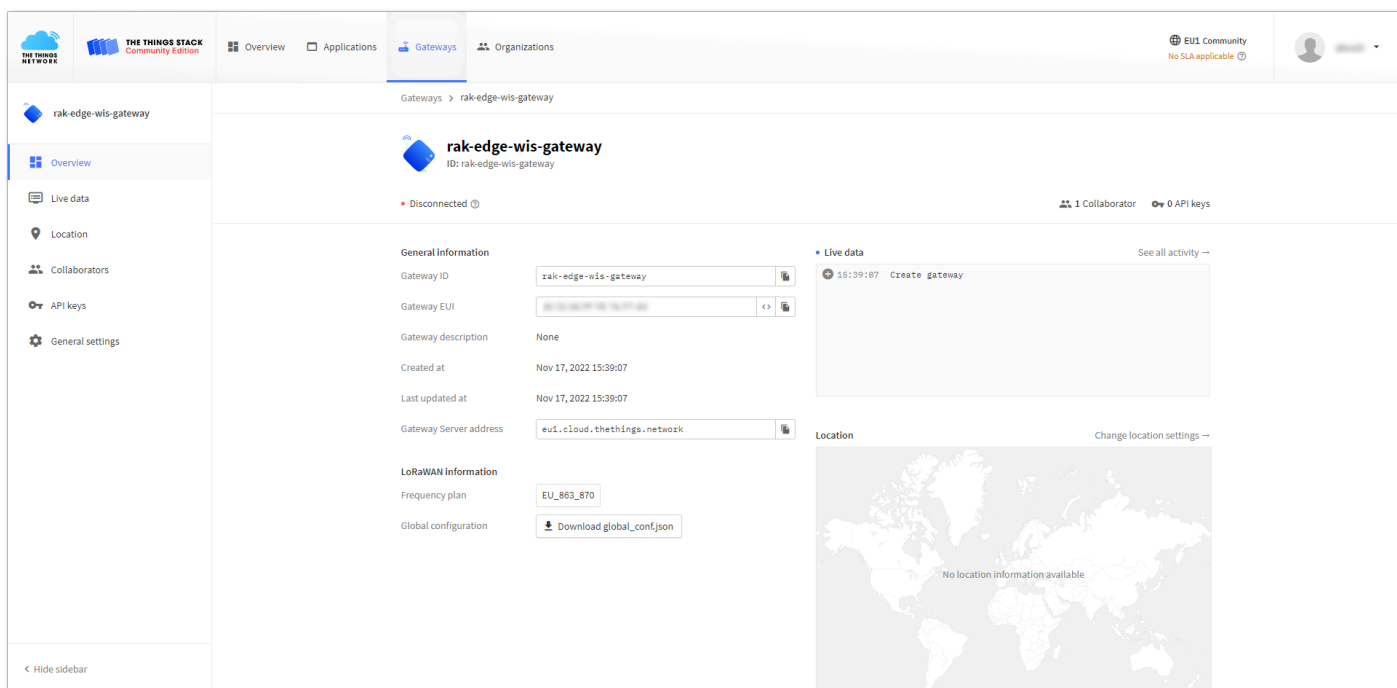 THE THINGS
NETWORK
THE THINGS STACK
Community Edition
Overview
Applications
Gateways
Organizations
EU1 Community
No SLA applicable
rak-edge-wis-gateway
Overview
Live data
Location
Collaborators
API keys
General settings
Hide sidebar
Gateways > rak-edge-wis-gateway
rak-edge-wis-gateway
ID: rak-edge-wis-gateway
Disconnected
1 Collaborator
0 API keys
General information
Gateway ID rak-edge-wis-gateway
Gateway EUI
Gateway description None
Created at Nov 17, 2022 15:39:07
Last updated at Nov 17, 2022 15:39:07
Gateway Server address eu1.cloud.thethings.network
LoRaWAN information
Frequency plan EU_863_870
Global configuration Download global_conf.json
Live data See all activity →
15:39:07 Create gateway
Location Change location settings →
No location information available